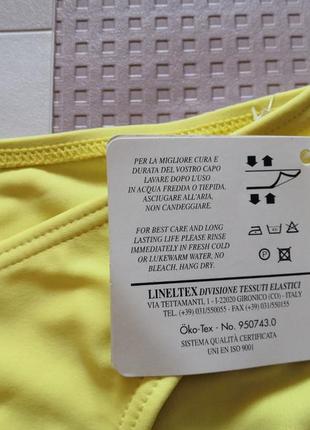 PER LA MIGLIORE CURA E
DURATA DEL VOSTRO CAPO
LAVARE DOPO L'USO
IN ACQUA FREDDA O TIEPIDA,
ASCIUGARE ALL'ARIA,
NON CANDEGGIARE.
FOR BEST CARE AND LONG
LASTING LIFE PLEASE RINSE
IMMEDIATELY IN FRESH COLD
OR LUKEWARM WATER, NO
BLEACH, HANG DRY.
LINELTEX DIVISIONE TESSUTI ELASTICI
VIA TETTAMANTI, 1 - I-22020 GIRONICO (CO) - ITALY
TEL. (+39) 031/550055 - FAX (+39) 031/550155
Öko-Tex - No. 950743.0
SISTEMA QUALITÀ CERTIFICATA
UNI EN ISO 9001